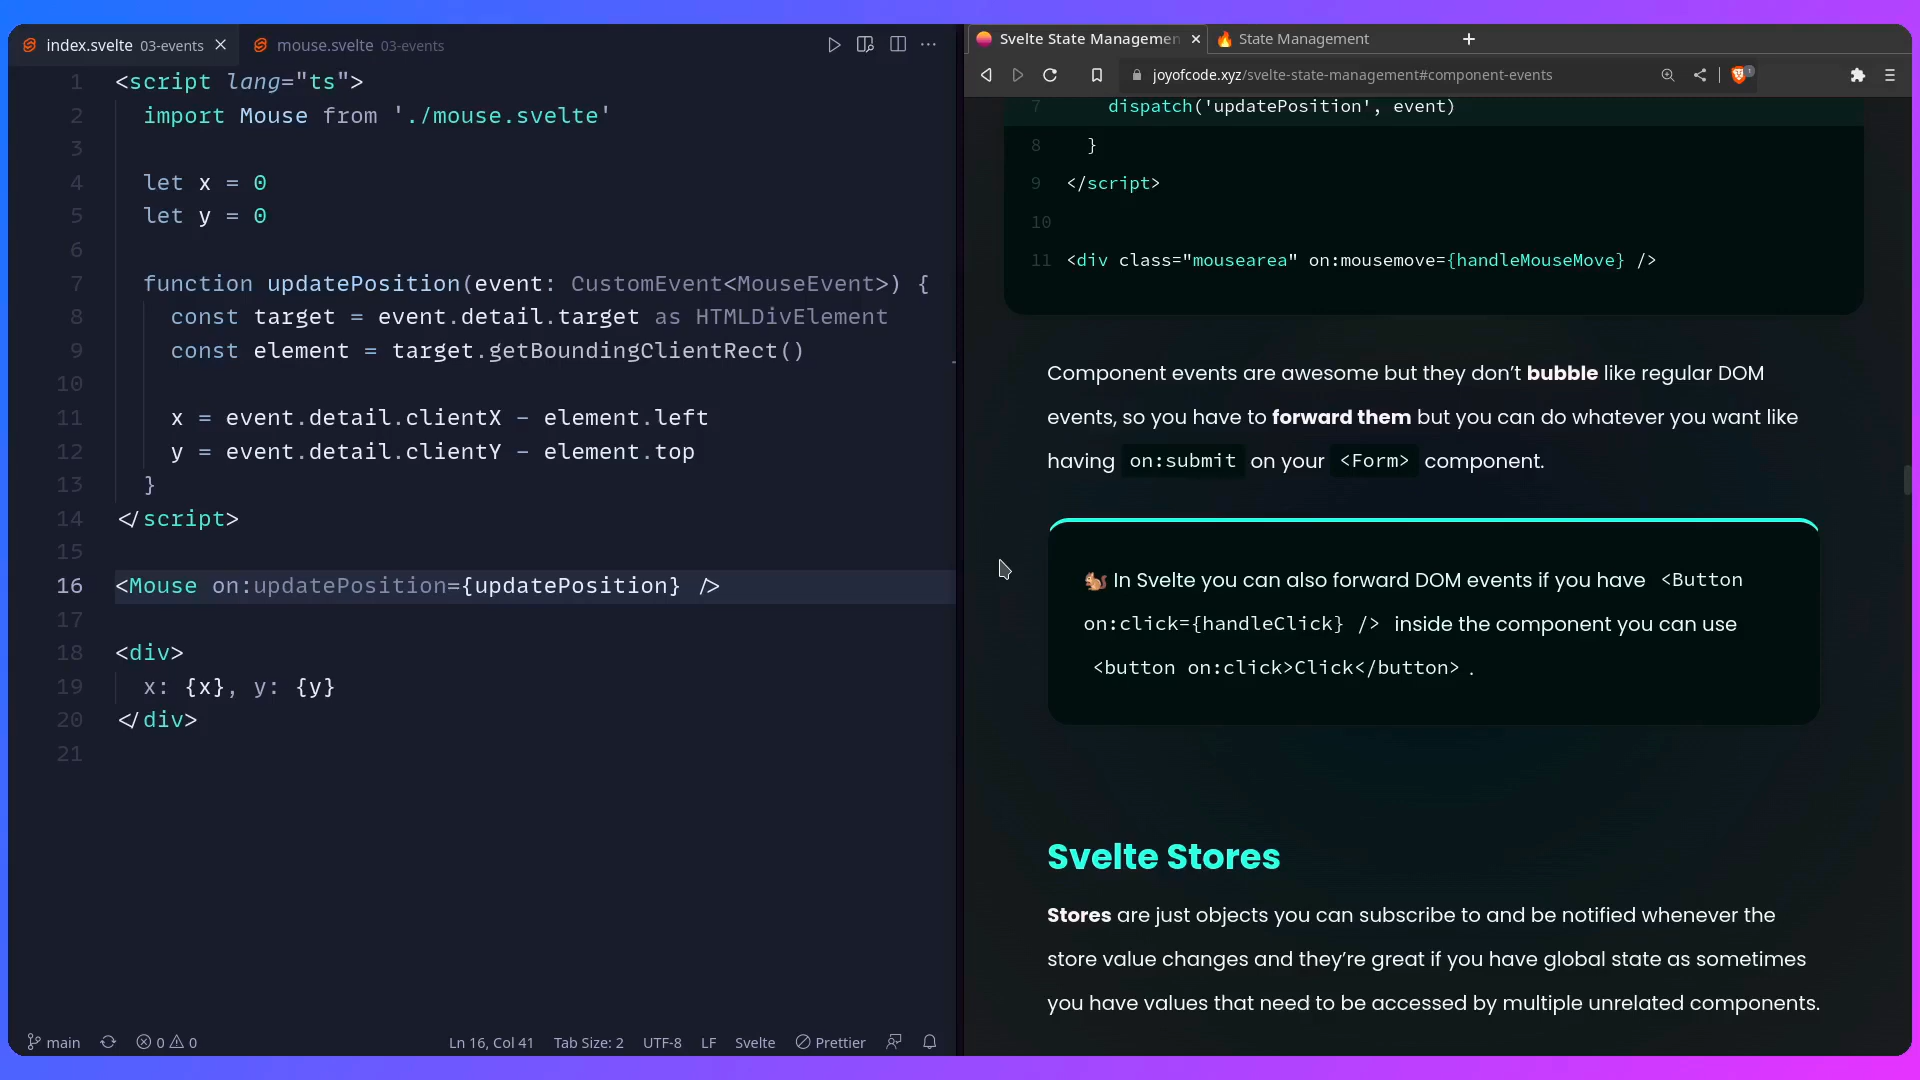 index.svelte 03-events
mouse.svelte 03-events
1 <script lang="ts">
2 import Mouse from './mouse.svelte'
3
4 let x = 0
5 let y = 0
6
7 function updatePosition(event: CustomEvent<MouseEvent>) {
8 const target = event.detail.target as HTMLDivElement
9 const element = target.getBoundingClientRect()
10
11 x = event.detail.clientX - element.left
12 y = event.detail.clientY - element.top
13 }
14 </script>
15
16 <Mouse on:updatePosition={updatePosition} />
17
18 <div>
19 x: {x}, y: {y}
20 </div>
21
main 0 0 Ln 16, Col 41 Tab Size: 2 UTF-8 LF Svelte Prettier
Svelte State Managemen
State Management
joyofcode.xyz/svelte-state-management#component-events
1
7 dispatch('updatePosition', event)
8 }
9 </script>
10
11 <div class="mousearea" on:mousemove={handleMouseMove} />
Component events are awesome but they don’t bubble like regular DOM
events, so you have to forward them but you can do whatever you want like
having on:submit on your <Form> component.
🐿️ In Svelte you can also forward DOM events if you have <Button
on:click={handleClick} /> inside the component you can use
<button on:click>Click</button> .
Svelte Stores
Stores are just objects you can subscribe to and be notified whenever the
store value changes and they’re great if you have global state as sometimes
you have values that need to be accessed by multiple unrelated components.